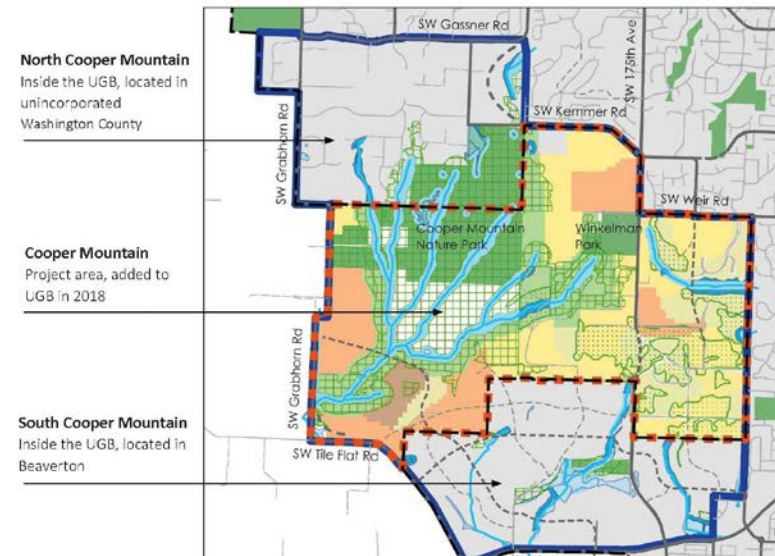 North Cooper Mountain
Inside the UGB, located in
unincorporated
Washington County
Cooper Mountain
Project area, added to
UGB in 2018
South Cooper Mountain
Inside the UGB, located in
Beaverton
SW Gassner Rd
SW 175th Ave
SW Kemmer Rd
SW Grabhorn Rd
SW Weir Rd
Cooper Mountain
Nature Park
Winkelman
Park
SW Grabhorn Rd
SW Tile Flat Rd